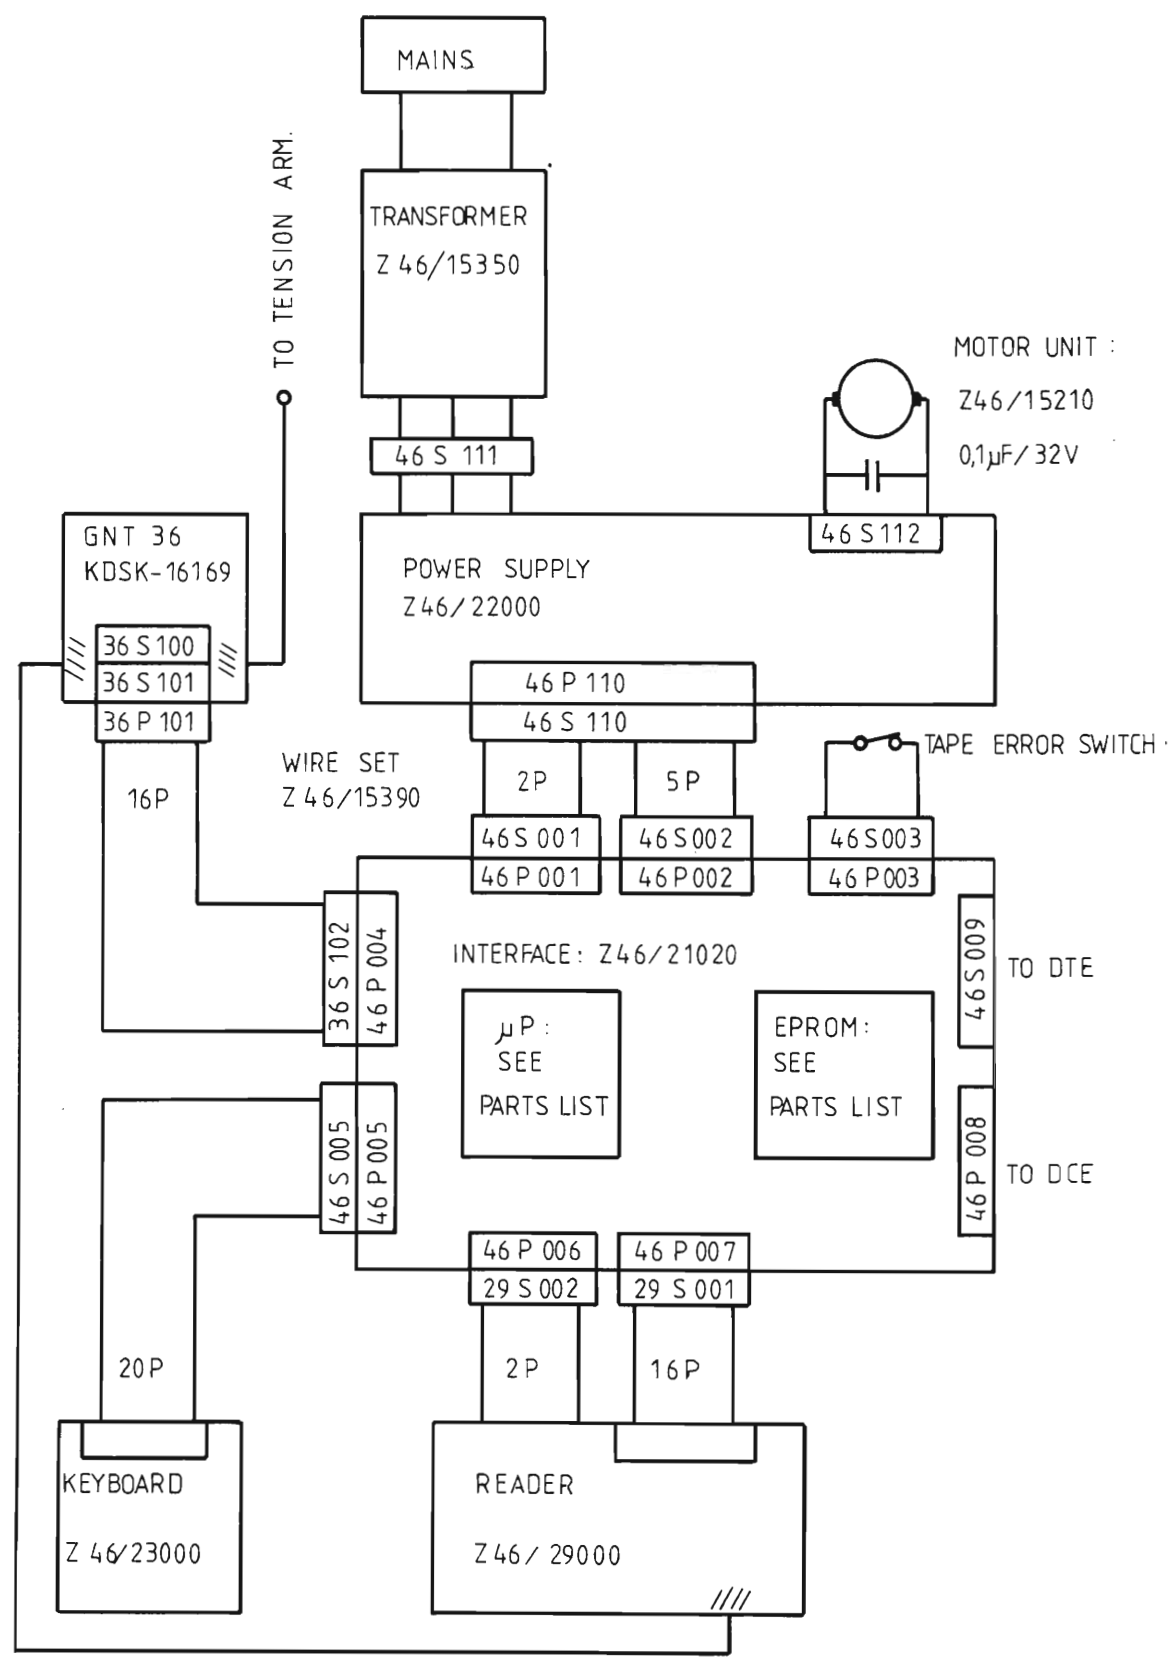 MAINS
TO TENSION ARM.
TRANSFORMER
Z 46/15350
46 S 111
MOTOR UNIT :
Z46/15210
0,1µF/ 32V
46 S 112
GNT 36
KDSK-16169
36 S 100
36 S 101
36 P 101
POWER SUPPLY
Z46/ 22000
46 P 110
46 S 110
TAPE ERROR SWITCH
WIRE SET
Z 46/15390
16P
2P
5P
46S 001
46 P 001
46S002
46P002
46S003
46 P003
36 S 102
46 P 004
INTERFACE: Z46/21020
µP :
SEE
PARTS LIST
EPROM:
SEE
PARTS LIST
46S009
TO DTE
46 S 005
46 P 005
46 P 008
TO DCE
46 P 006
29 S 002
46 P 007
29 S 001
20P
2P
16P
KEYBOARD
Z 46/23000
READER
Z46/ 29000